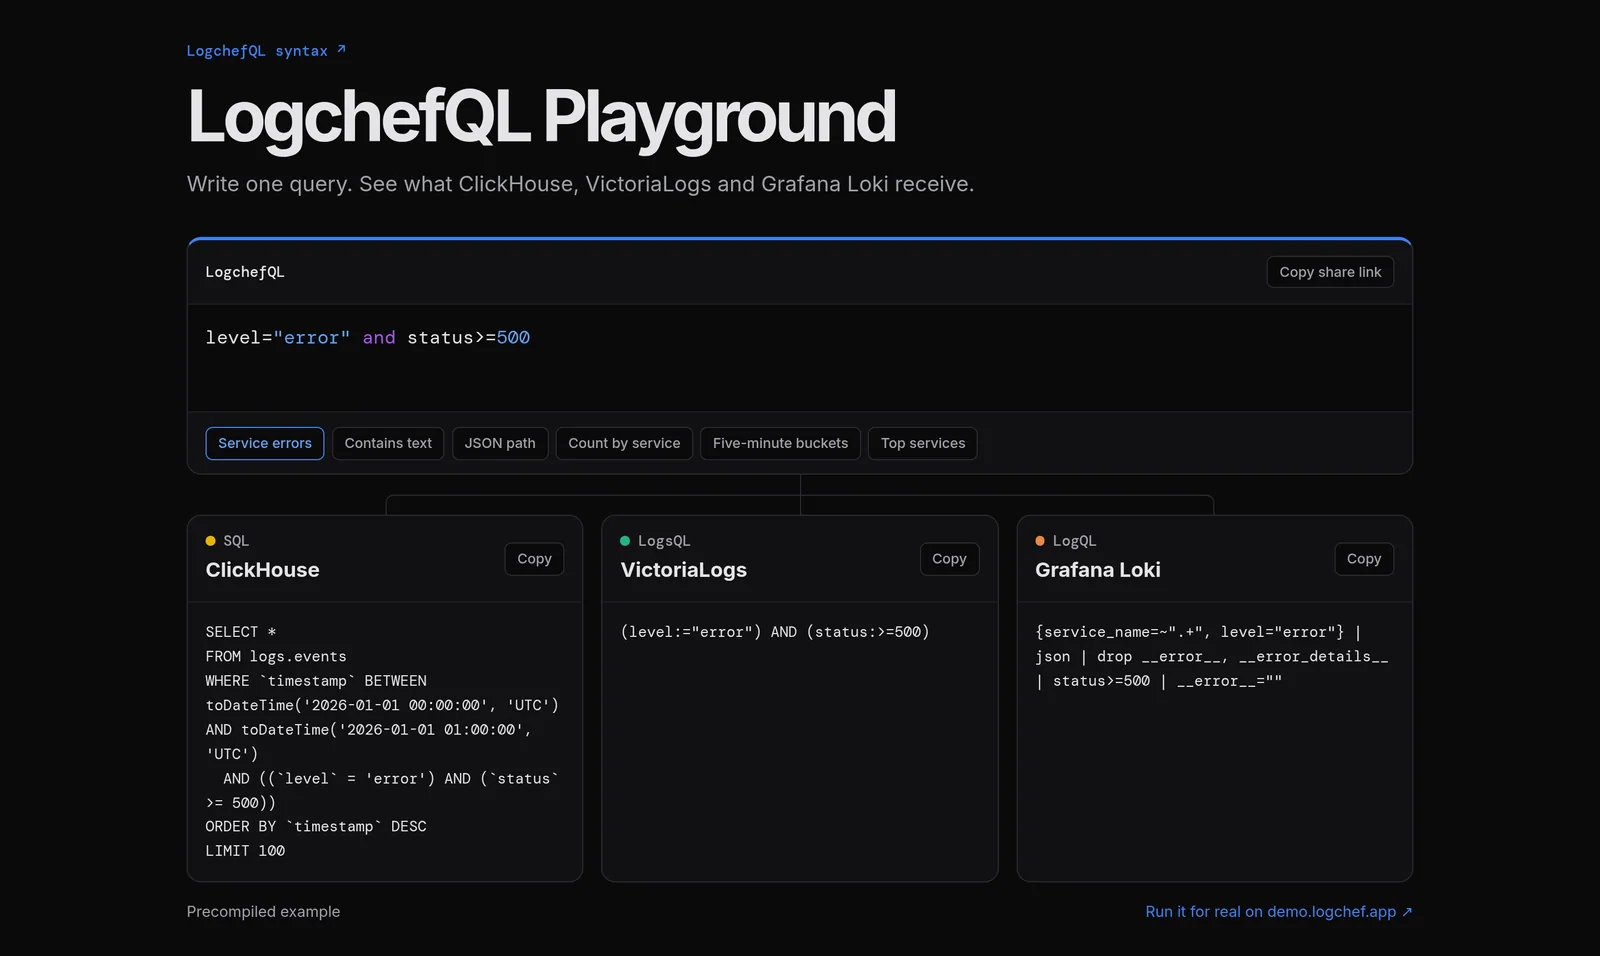 LogchefQL syntax ↗
LogchefQL Playground
Write one query. See what ClickHouse, VictoriaLogs and Grafana Loki receive.
LogchefQL
Copy share link
level="error" and status>=500
Service errors
Contains text
JSON path
Count by service
Five-minute buckets
Top services
SQL
ClickHouse
Copy
SELECT *
FROM logs.events
WHERE `timestamp` BETWEEN
toDateTime('2026-01-01 00:00:00', 'UTC')
AND toDateTime('2026-01-01 01:00:00',
'UTC')
  AND ((`level` = 'error') AND (`status`
>= 500))
ORDER BY `timestamp` DESC
LIMIT 100
LogsQL
VictoriaLogs
Copy
(level:="error") AND (status:>=500)
LogQL
Grafana Loki
Copy
{service_name=~".+", level="error"} |
json | drop __error__, __error_details__
| status>=500 | __error__=""
Precompiled example
Run it for real on demo.logchef.app ↗